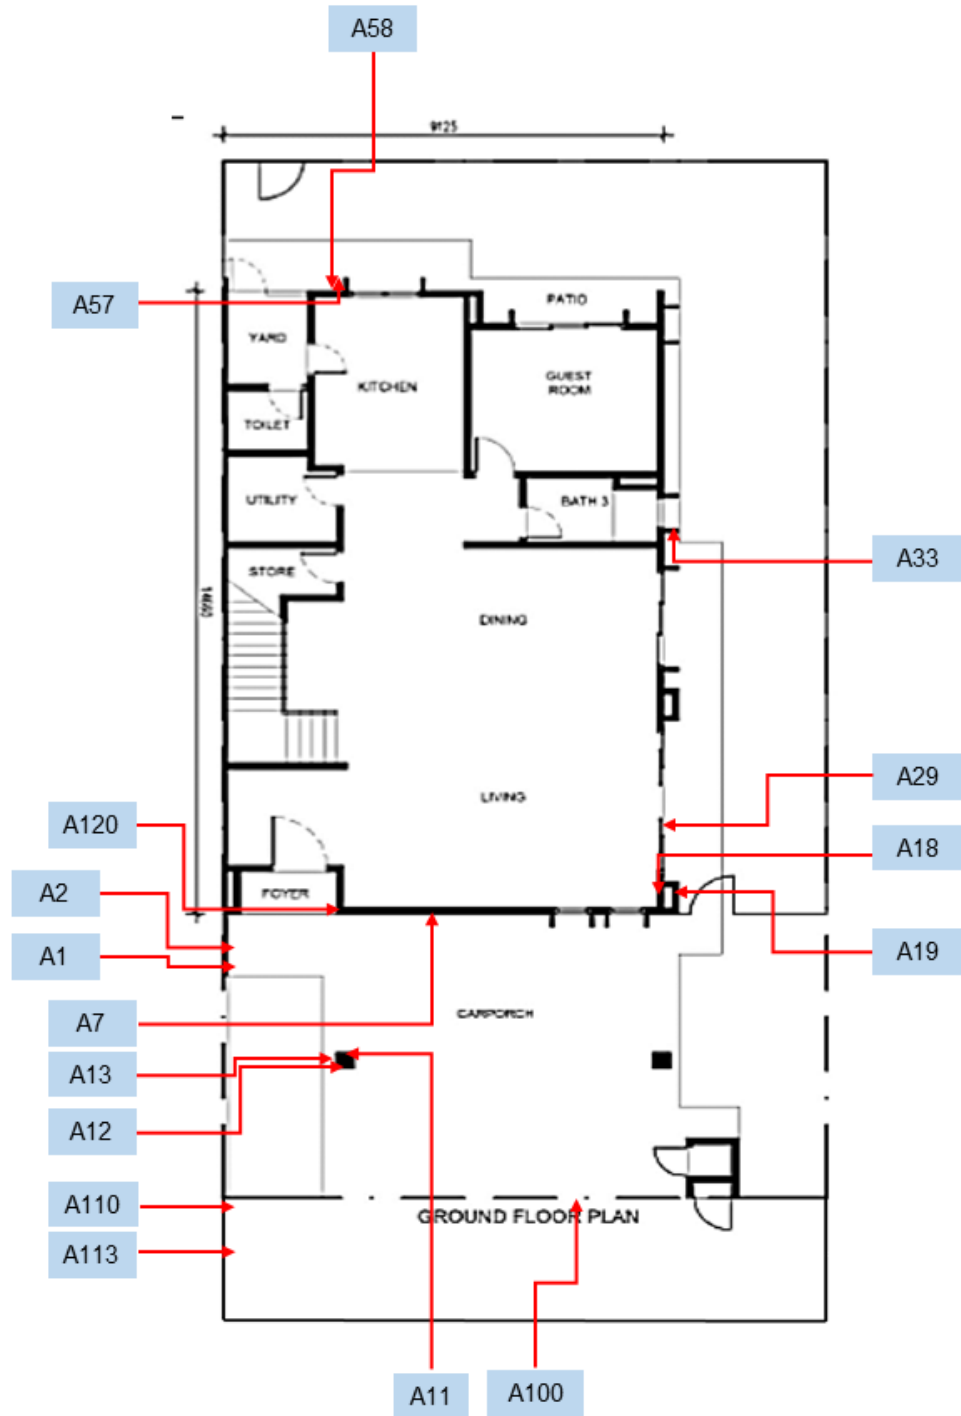 A58
9125
A57
PATIO
YARD
KITCHEN
GUEST
ROOM
TOILET
UTILITY
BATH 3
A33
STORE
14660
DINING
A29
LIVING
A120
A18
A2
FOYER
A19
A1
A7
CARPORCH
A13
A12
A110
GROUND FLOOR PLAN
A113
A11
A100